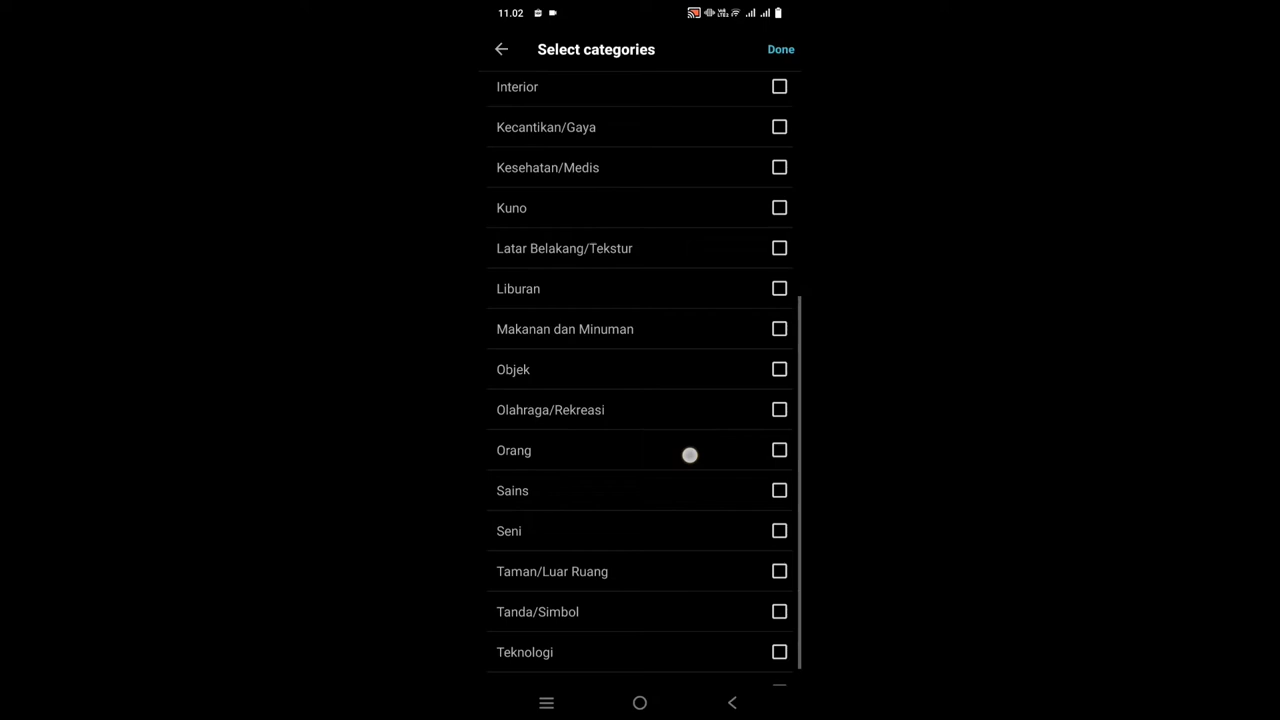 11.02
Select categories
Done
Interior
Kecantikan/Gaya
Kesehatan/Medis
Kuno
Latar Belakang/Tekstur
Liburan
Makanan dan Minuman
Objek
Olahraga/Rekreasi
Orang
Sains
Seni
Taman/Luar Ruang
Tanda/Simbol
Teknologi